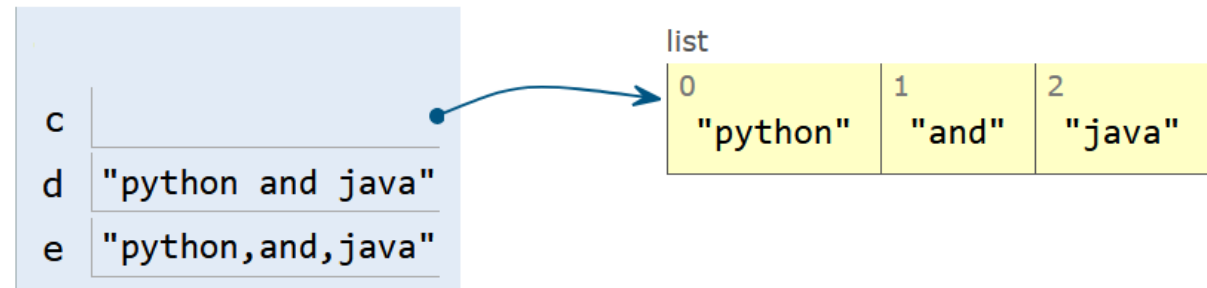 list
0 1 2
"python" "and" "java"
c
d "python and java"
e "python,and,java"